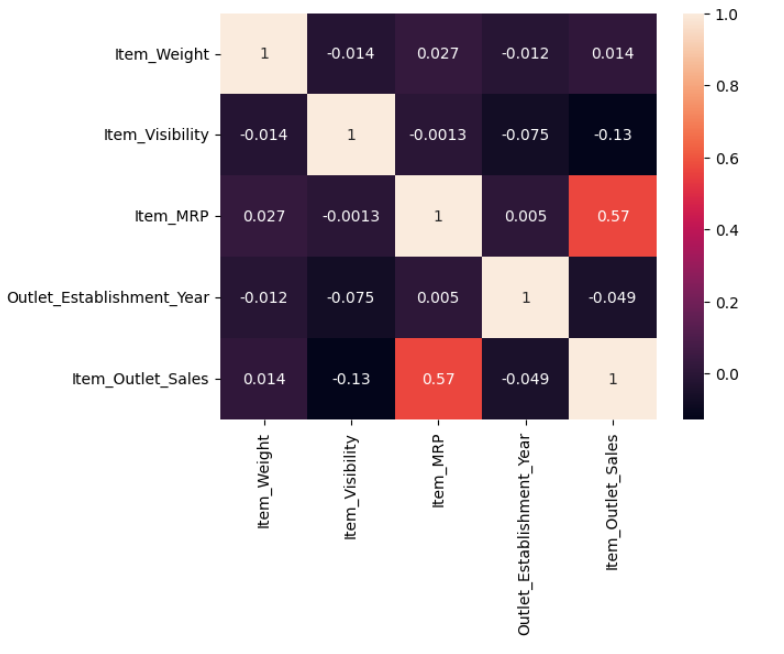 Item_Weight 1 -0.014 0.027 -0.012 0.014
Item_Visibility -0.014 1 -0.0013 -0.075 -0.13
Item_MRP 0.027 -0.0013 1 0.005 0.57
Outlet_Establishment_Year -0.012 -0.075 0.005 1 -0.049
Item_Outlet_Sales 0.014 -0.13 0.57 -0.049 1
Item_Weight
Item_Visibility
Item_MRP
Outlet_Establishment_Year
Item_Outlet_Sales
1.0
0.8
0.6
0.4
0.2
0.0